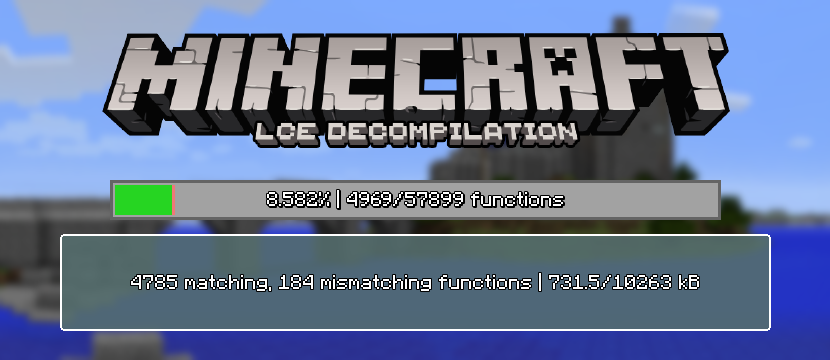 MINECRAFT
LCE DECOMPILATION
8.582% | 4969/57899 functions
4785 matching, 184 mismatching functions | 731.5/10263 kB